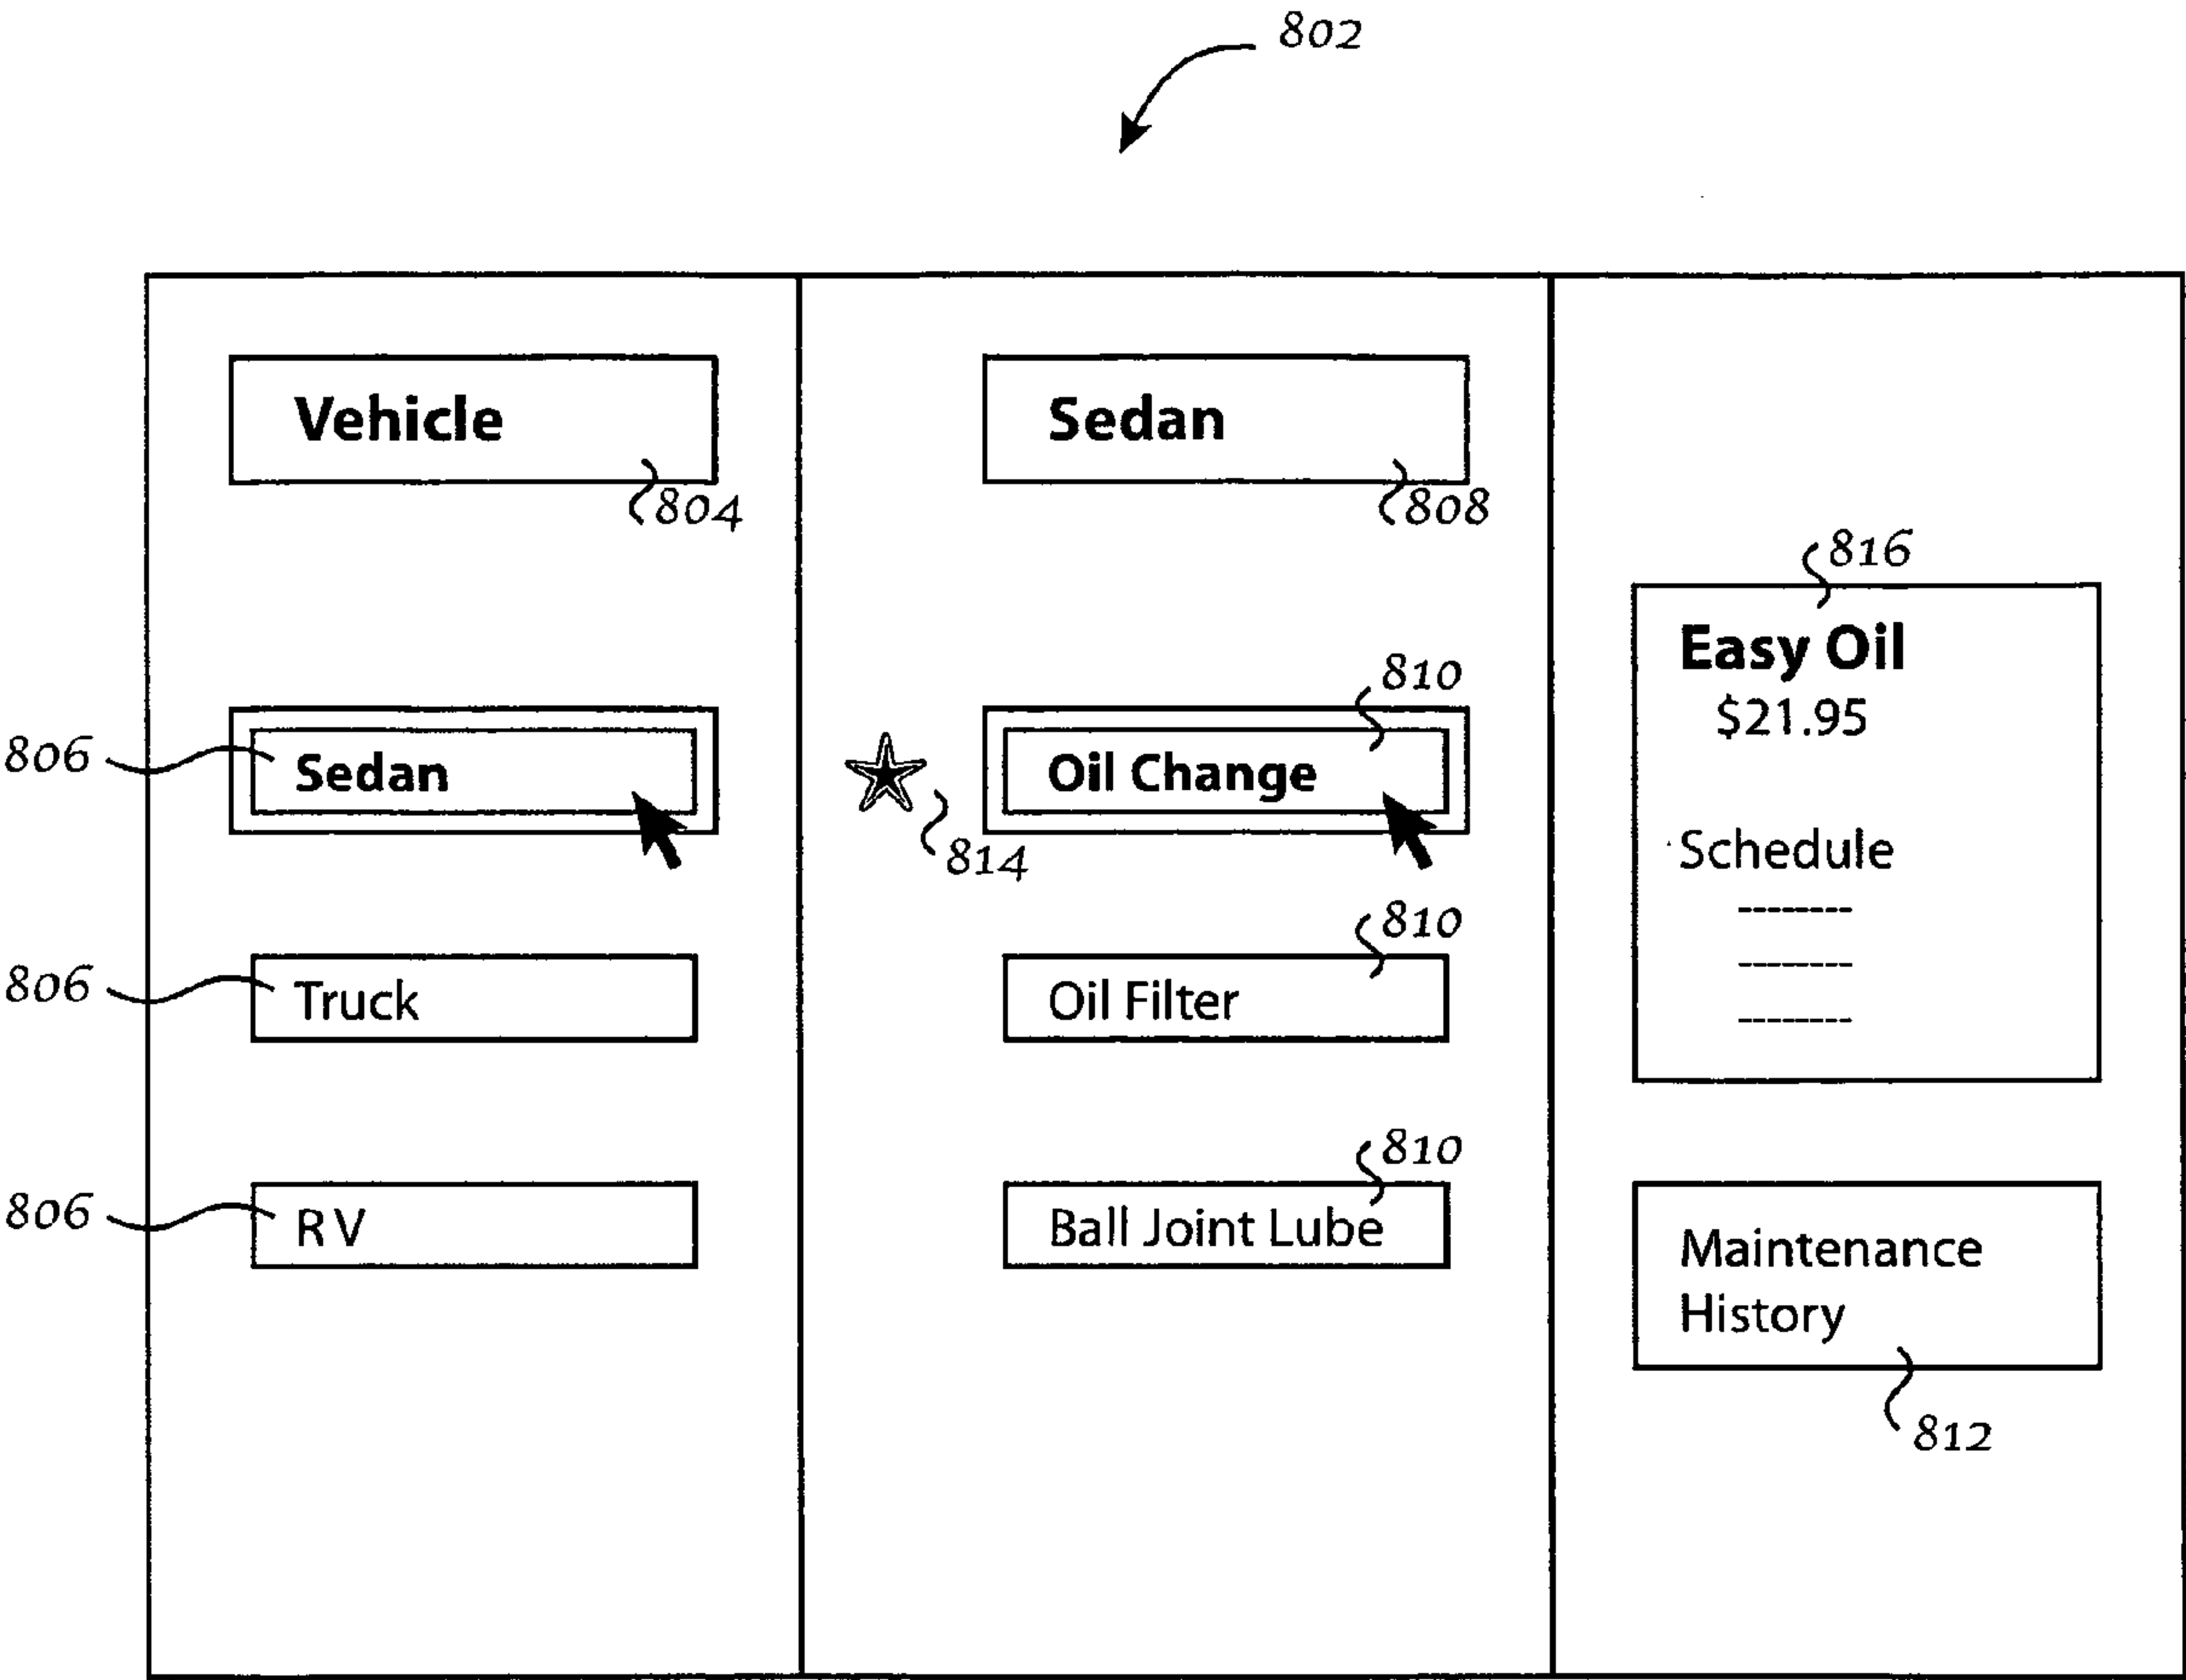 802
Vehicle
804
806
Sedan
806
Truck
806
RV
Sedan
808
814
810
Oil Change
810
Oil Filter
810
Ball Joint Lube
816
Easy Oil
$21.95
Schedule
--------
--------
--------
Maintenance
History
812